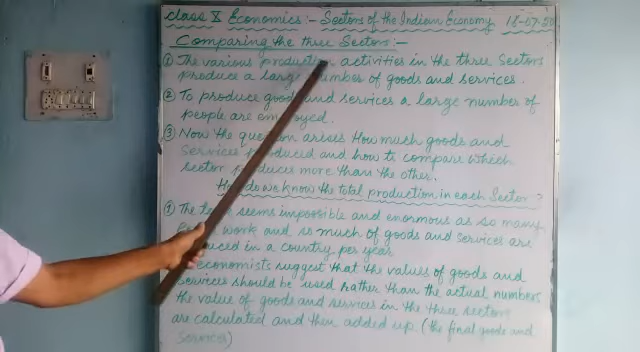 Class X Economics:- Sectors of the Indian Economy 18-07-20
Comparing the three Sectors:-
① The various production activities in the three Sectors
produce a large number of goods and services.
② To produce goods and services a large number of
people are employed.
③ Now the question arises How much goods and
Services produced and how to compare which
sector produces more than the other.
How do we know the total production in each Sector?
① The task seems impossible and enormous as so many
work and so much of goods and services are
produced in a country per year.
economists suggest that the values of goods and
services should be used rather than the actual numbers
the value of goods and services in the three sectors
are calculated and then added up. (the final goods and
services)